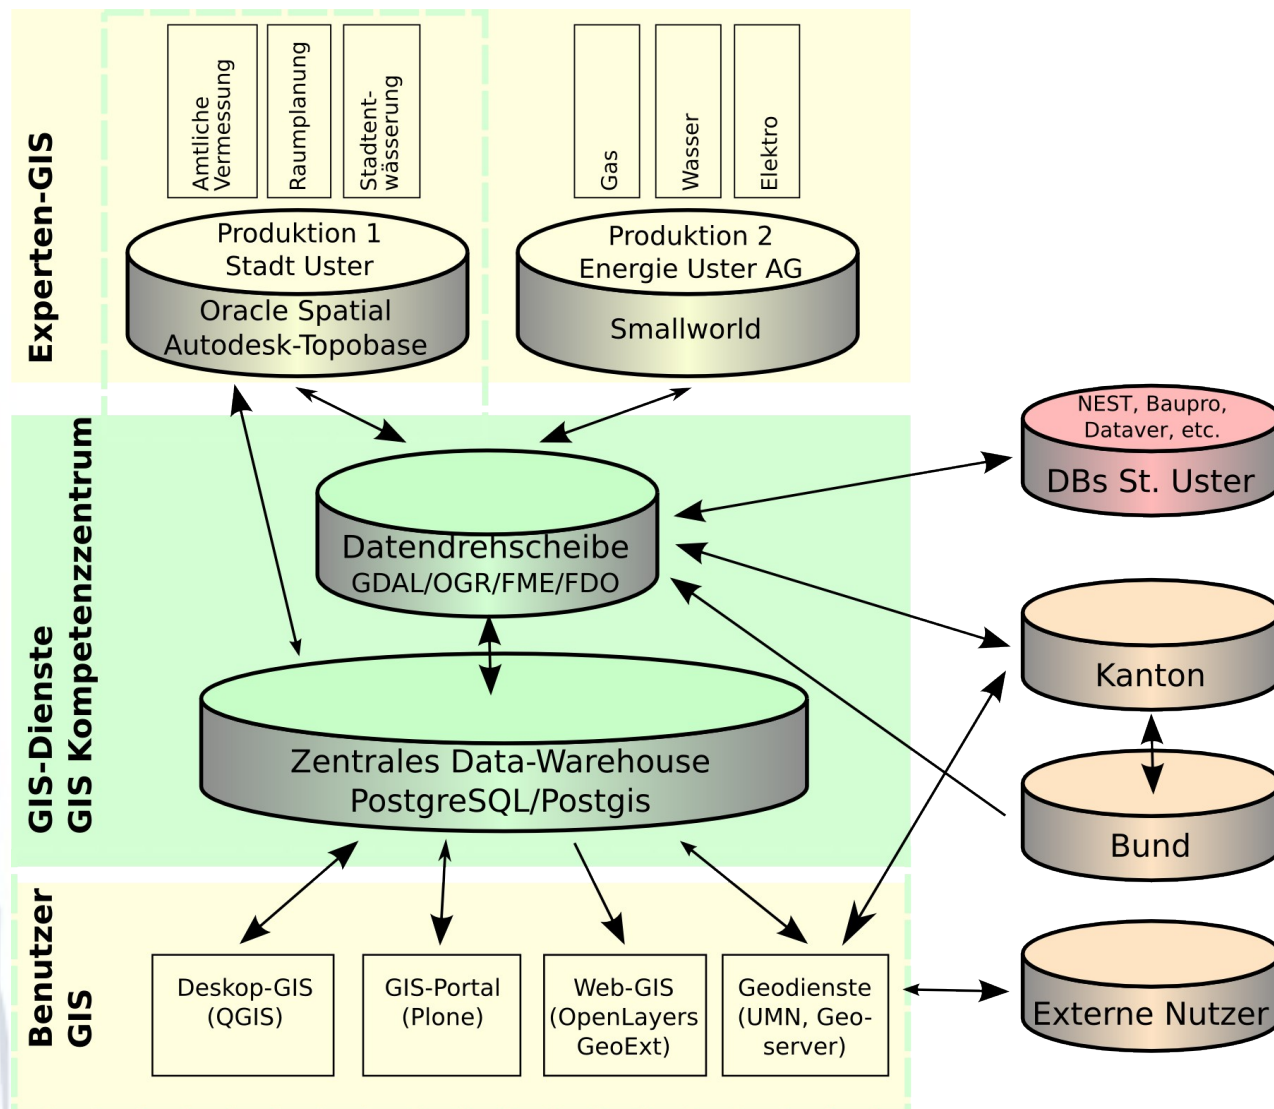 Experten-GIS
Amtliche
Vermessung
Raumplanung
Stadtent-
wässerung
Gas
Wasser
Elektro
Produktion 1
Stadt Uster
Oracle Spatial
Autodesk-Topobase
Produktion 2
Energie Uster AG
Smallworld
GIS-Dienste
GIS Kompetenzzentrum
Datendrehscheibe
GDAL/OGR/FME/FDO
Zentrales Data-Warehouse
PostgreSQL/Postgis
NEST, Baupro,
Dataver, etc.
DBs St. Uster
Kanton
Bund
Externe Nutzer
Benutzer
GIS
Deskop-GIS
(QGIS)
GIS-Portal
(Plone)
Web-GIS
(OpenLayers
GeoExt)
Geodienste
(UMN, Geo-
server)